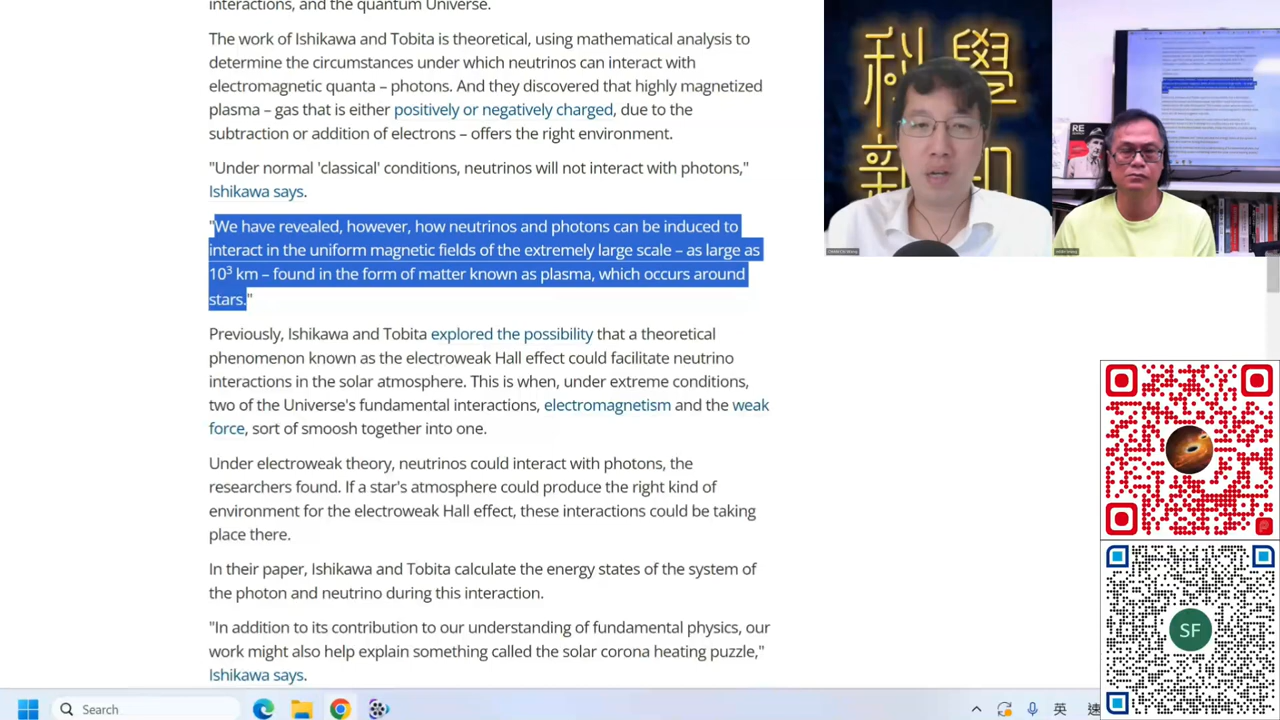 interactions, and the quantum Universe.
The work of Ishikawa and Tobita is theoretical, using mathematical analysis to
determine the circumstances under which neutrinos can interact with
electromagnetic quanta – photons. And they discovered that highly magnetized
plasma – gas that is either positively or negatively charged, due to the
subtraction or addition of electrons – offers the right environment.
"Under normal 'classical' conditions, neutrinos will not interact with photons,"
Ishikawa says.
"We have revealed, however, how neutrinos and photons can be induced to
interact in the uniform magnetic fields of the extremely large scale – as large as
10³ km – found in the form of matter known as plasma, which occurs around
stars."
Previously, Ishikawa and Tobita explored the possibility that a theoretical
phenomenon known as the electroweak Hall effect could facilitate neutrino
interactions in the solar atmosphere. This is when, under extreme conditions,
two of the Universe's fundamental interactions, electromagnetism and the weak
force, sort of smoosh together into one.
Under electroweak theory, neutrinos could interact with photons, the
researchers found. If a star's atmosphere could produce the right kind of
environment for the electroweak Hall effect, these interactions could be taking
place there.
In their paper, Ishikawa and Tobita calculate the energy states of the system of
the photon and neutrino during this interaction.
"In addition to its contribution to our understanding of fundamental physics, our
work might also help explain something called the solar corona heating puzzle,"
Ishikawa says.
科學
新知
RE
SF
Search
英
速